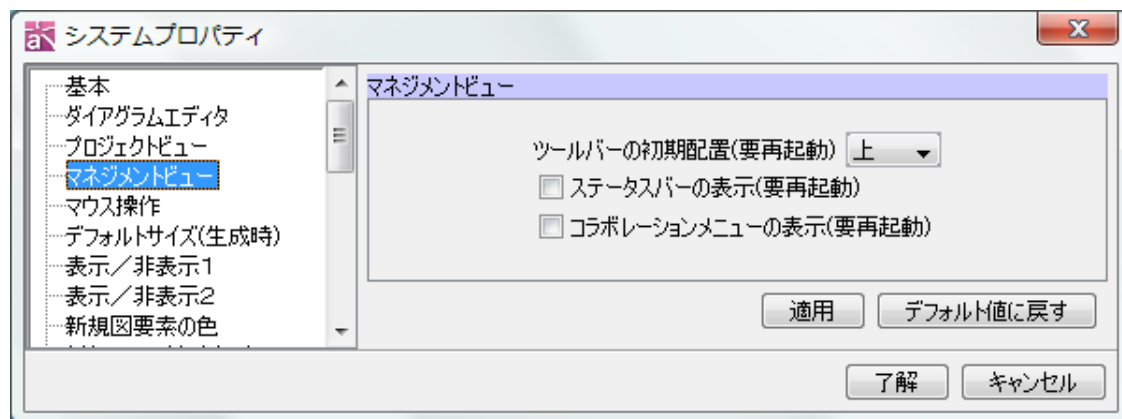 システムプロパティ
基本
ダイアグラムエディタ
プロジェクトビュー
マネジメントビュー
マウス操作
デフォルトサイズ(生成時)
表示／非表示1
表示／非表示2
新規図要素の色
マネジメントビュー
ツールバーの初期配置(要再起動) 上
ステータスバーの表示(要再起動)
コラボレーションメニューの表示(要再起動)
適用 デフォルト値に戻す
了解 キャンセル